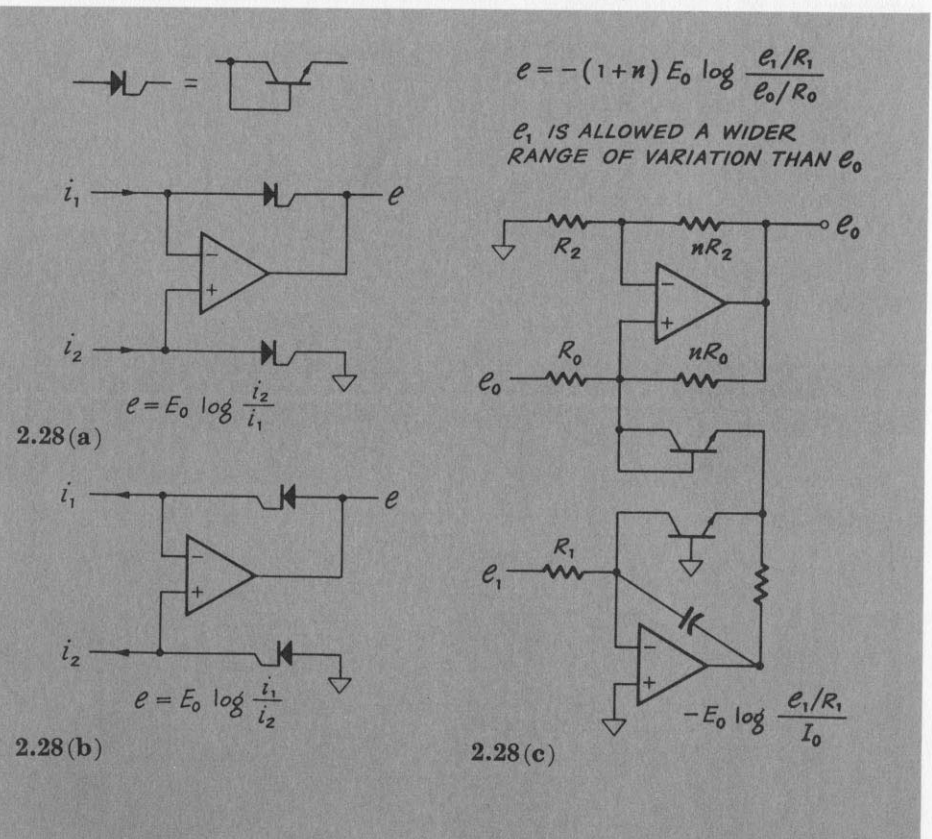 =
i₁
e
−
+
i₂
e = E₀ log i₂/i₁
2.28(a)
i₁
e
−
+
i₂
e = E₀ log i₁/i₂
2.28(b)
e = −(1+n) E₀ log e₁/R₁ / e₀/R₀
e₁ IS ALLOWED A WIDER
RANGE OF VARIATION THAN e₀
R₂
nR₂
e₀
−
+
R₀
nR₀
e₀
R₁
e₁
−
+
−E₀ log e₁/R₁ / I₀
2.28(c)